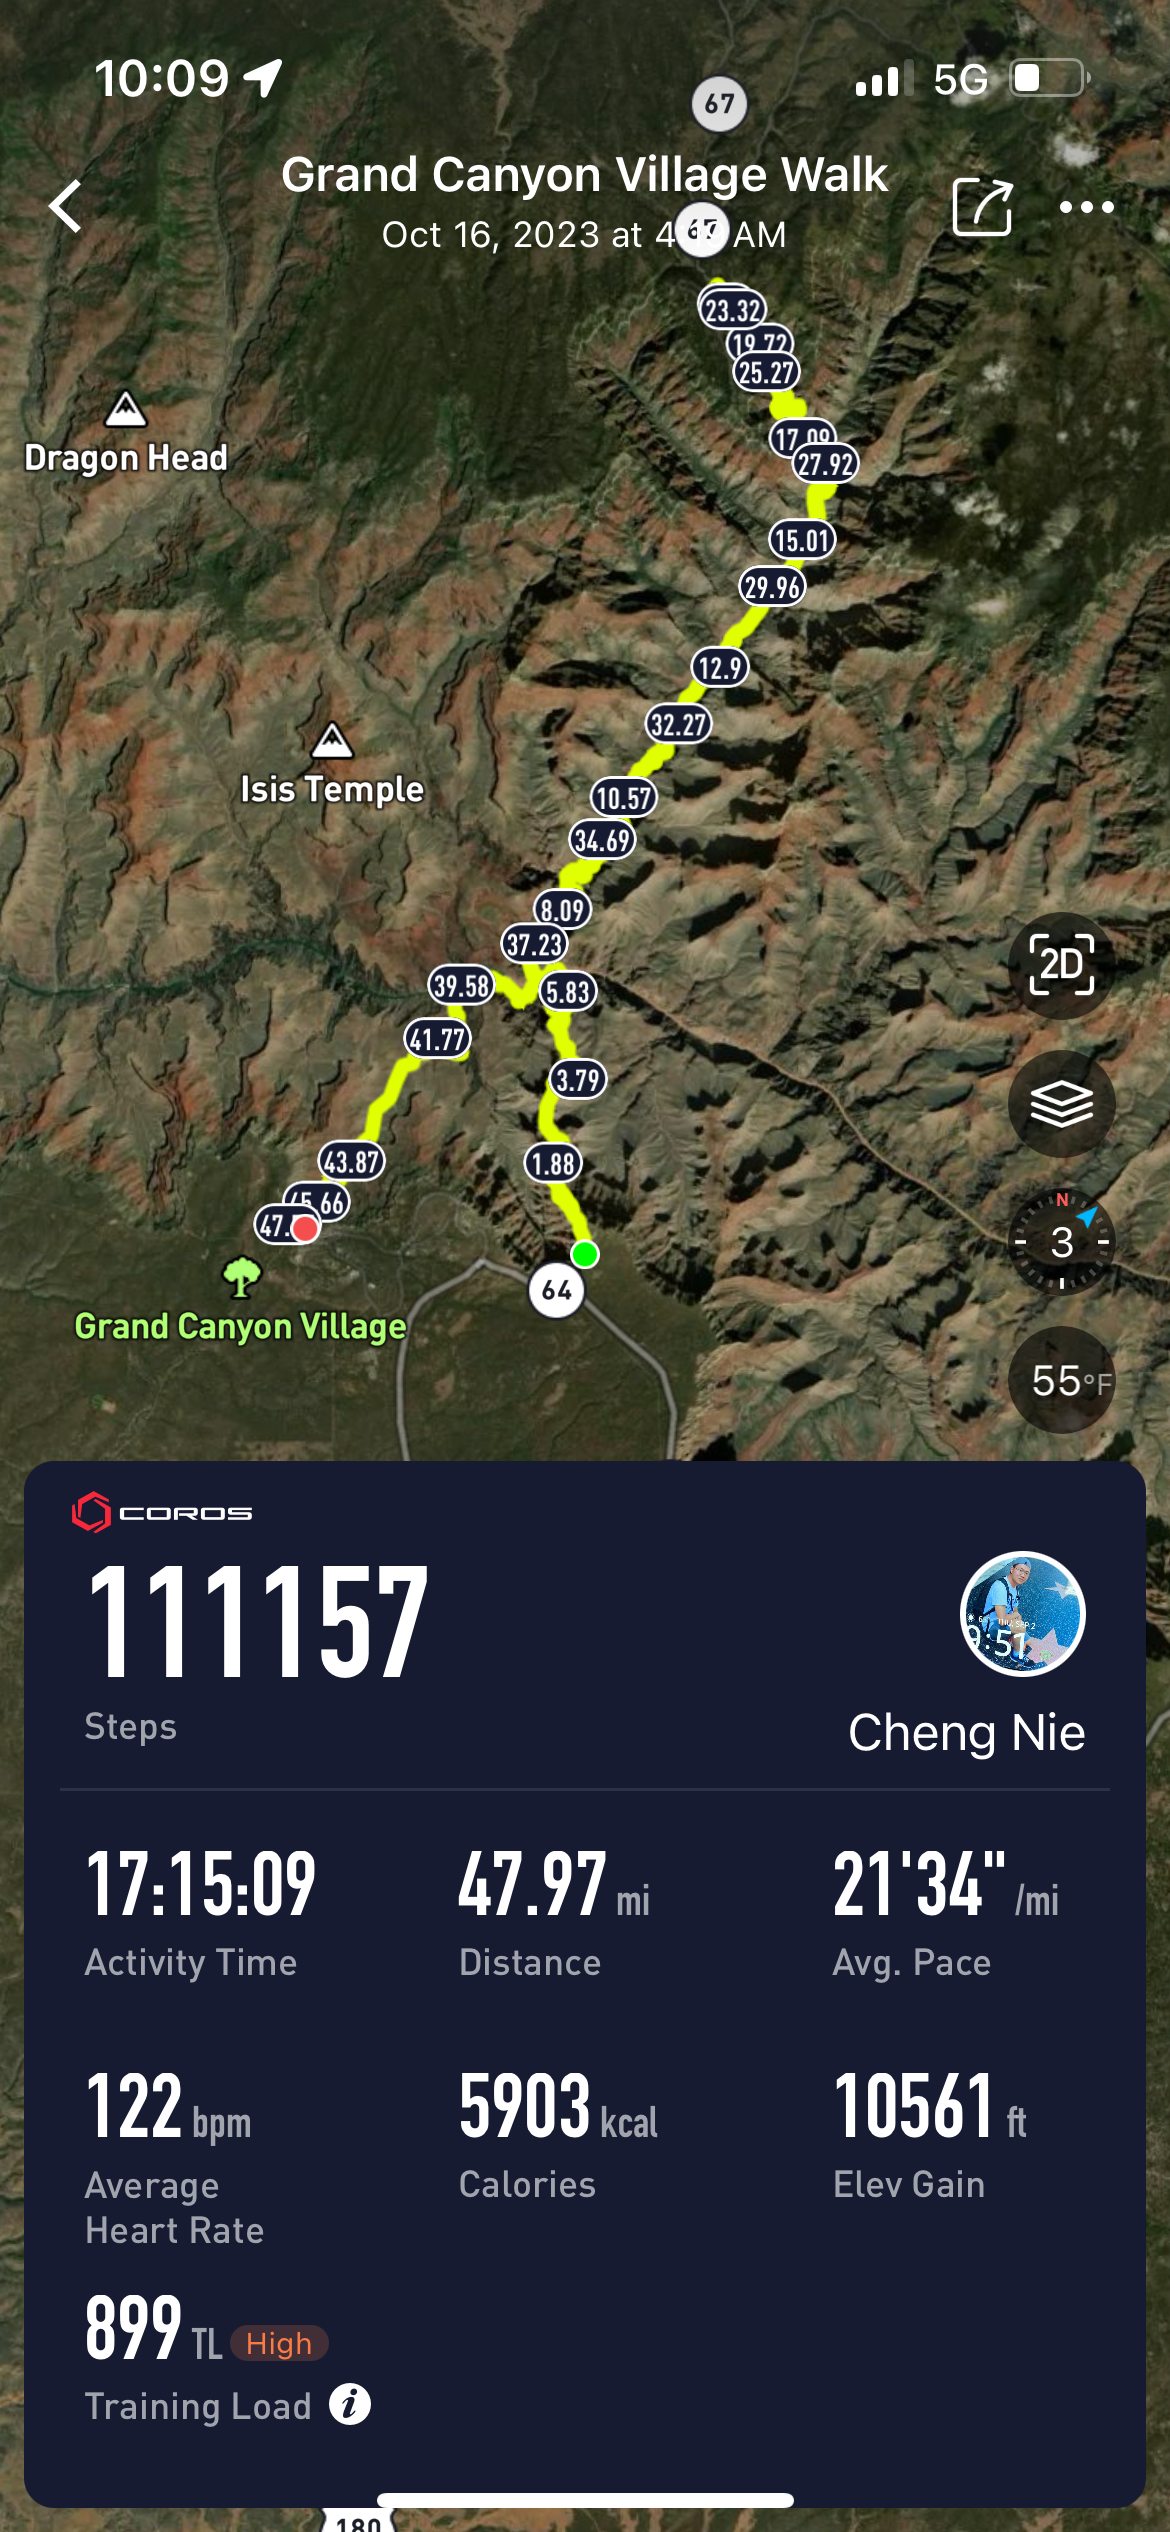 10:09
5G
67
Grand Canyon Village Walk
67
Oct 16, 2023 at AM
23.32
19.72
25.27
Dragon Head
17.09
27.92
15.01
29.96
12.9
32.27
Isis Temple
10.57
34.69
8.09
37.23
39.58
5.83
2D
41.77
3.79
43.87
1.88
45.66
47.
N
3
64
Grand Canyon Village
55°F
COROS
111157
Steps
9:51
Cheng Nie
17:15:09
47.97 mi
21'34" /mi
Activity Time
Distance
Avg. Pace
122 bpm
5903 kcal
10561 ft
Average
Heart Rate
Calories
Elev Gain
899 TL High
Training Load i
180